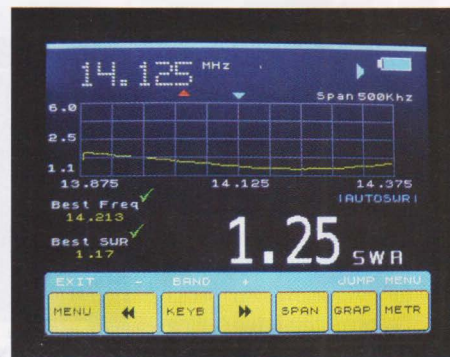 14.125 MHz
Span 500Khz
6.0
2.5
1.1
13.875 14.125 14.375
|AUTOSWR|
Best Freq
14.213
Best SWR
1.17
1.25 SWR
EXIT - BAND + JUMP MENU
MENU KEYB SPAN GRAP METR